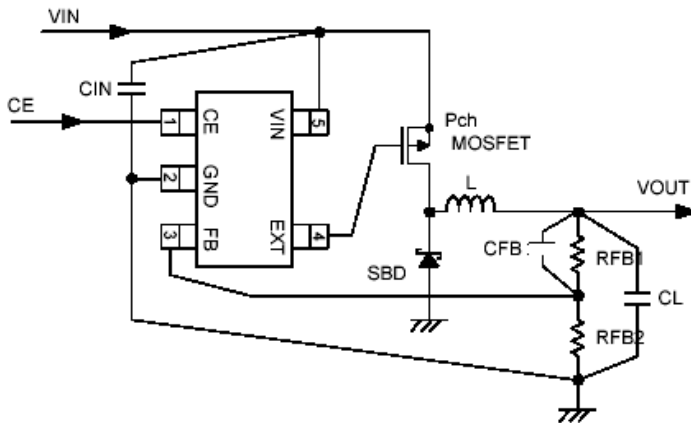 VIN
CIN
CE
1
CE
VIN
5
2
GND
3
FB
EXT
4
Pch
MOSFET
L
VOUT
SBD
CFB
RFB1
CL
RFB2